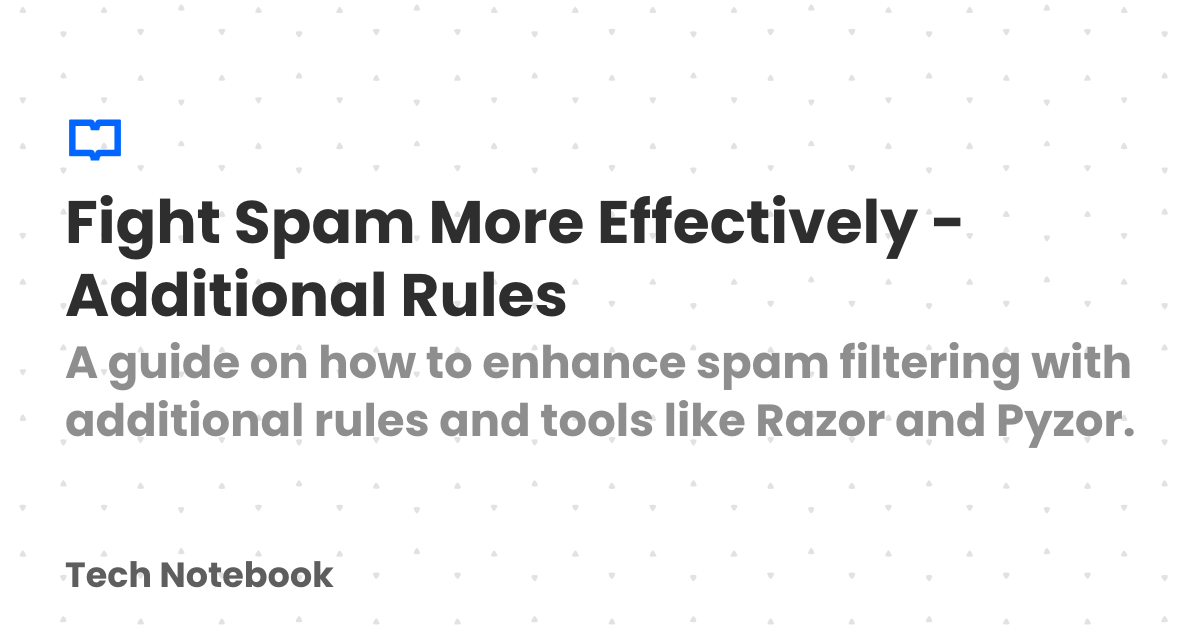 Fight Spam More Effectively -
Additional Rules
A guide on how to enhance spam filtering with
additional rules and tools like Razor and Pyzor.
Tech Notebook